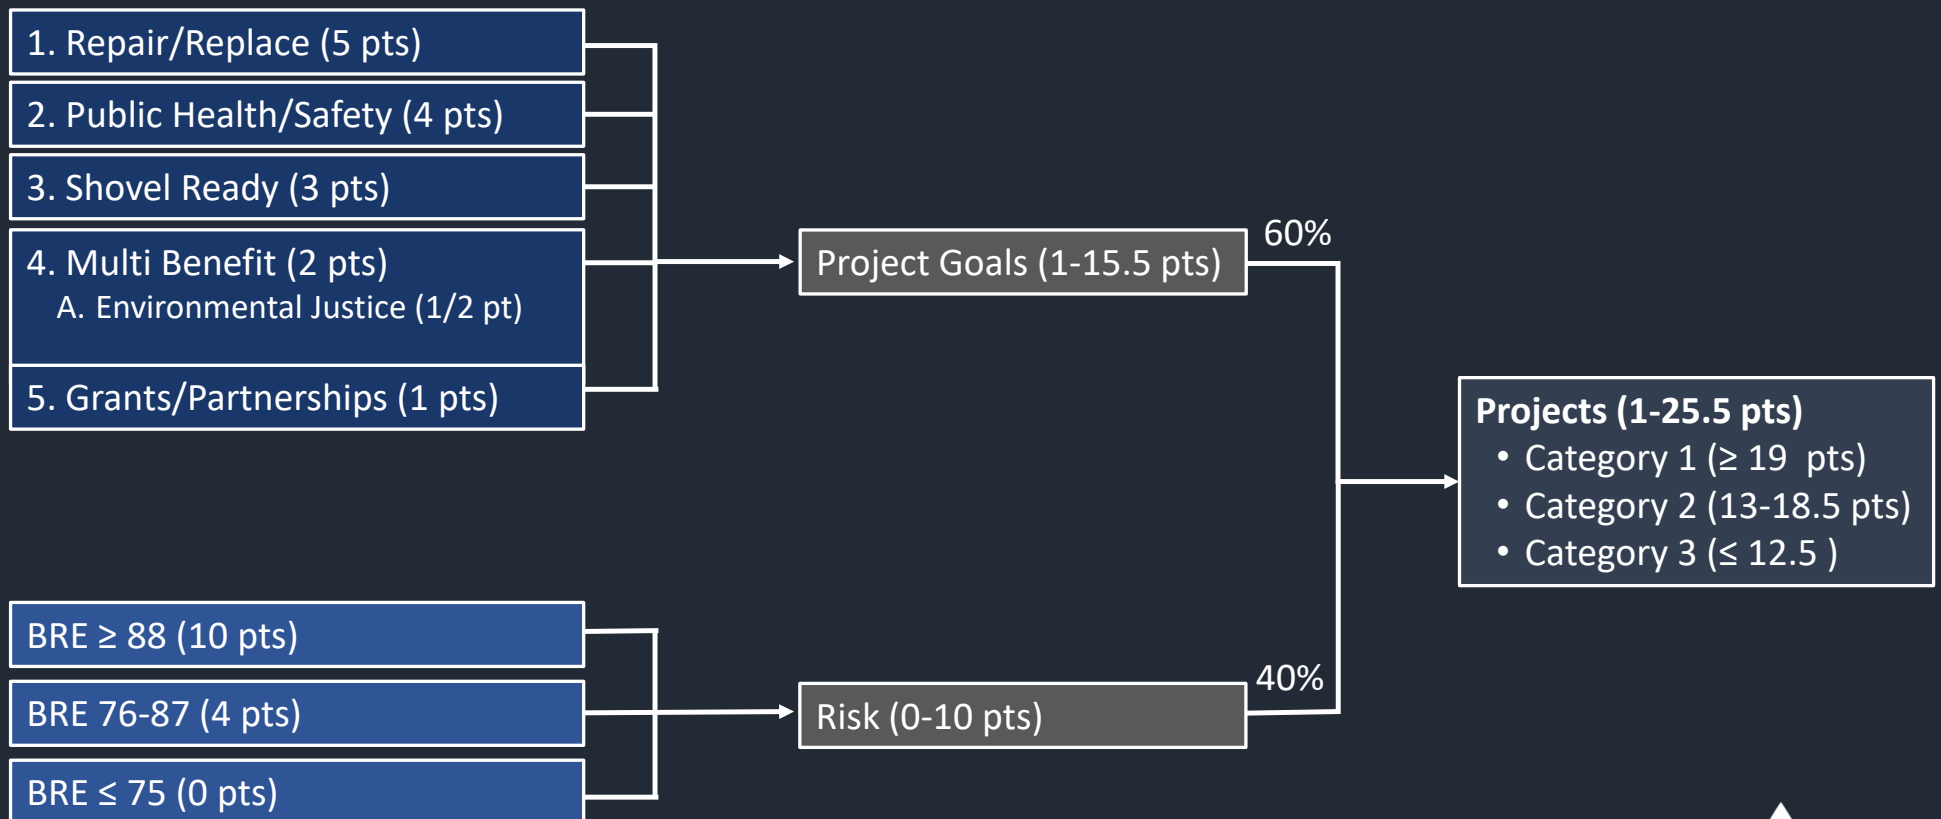 1. Repair/Replace (5 pts)
2. Public Health/Safety (4 pts)
3. Shovel Ready (3 pts)
4. Multi Benefit (2 pts)
A. Environmental Justice (1/2 pt)
5. Grants/Partnerships (1 pts)
Project Goals (1-15.5 pts)
60%
BRE ≥ 88 (10 pts)
BRE 76-87 (4 pts)
BRE ≤ 75 (0 pts)
Risk (0-10 pts)
40%
Projects (1-25.5 pts)
• Category 1 (≥ 19  pts)
• Category 2 (13-18.5 pts)
• Category 3 (≤ 12.5 )